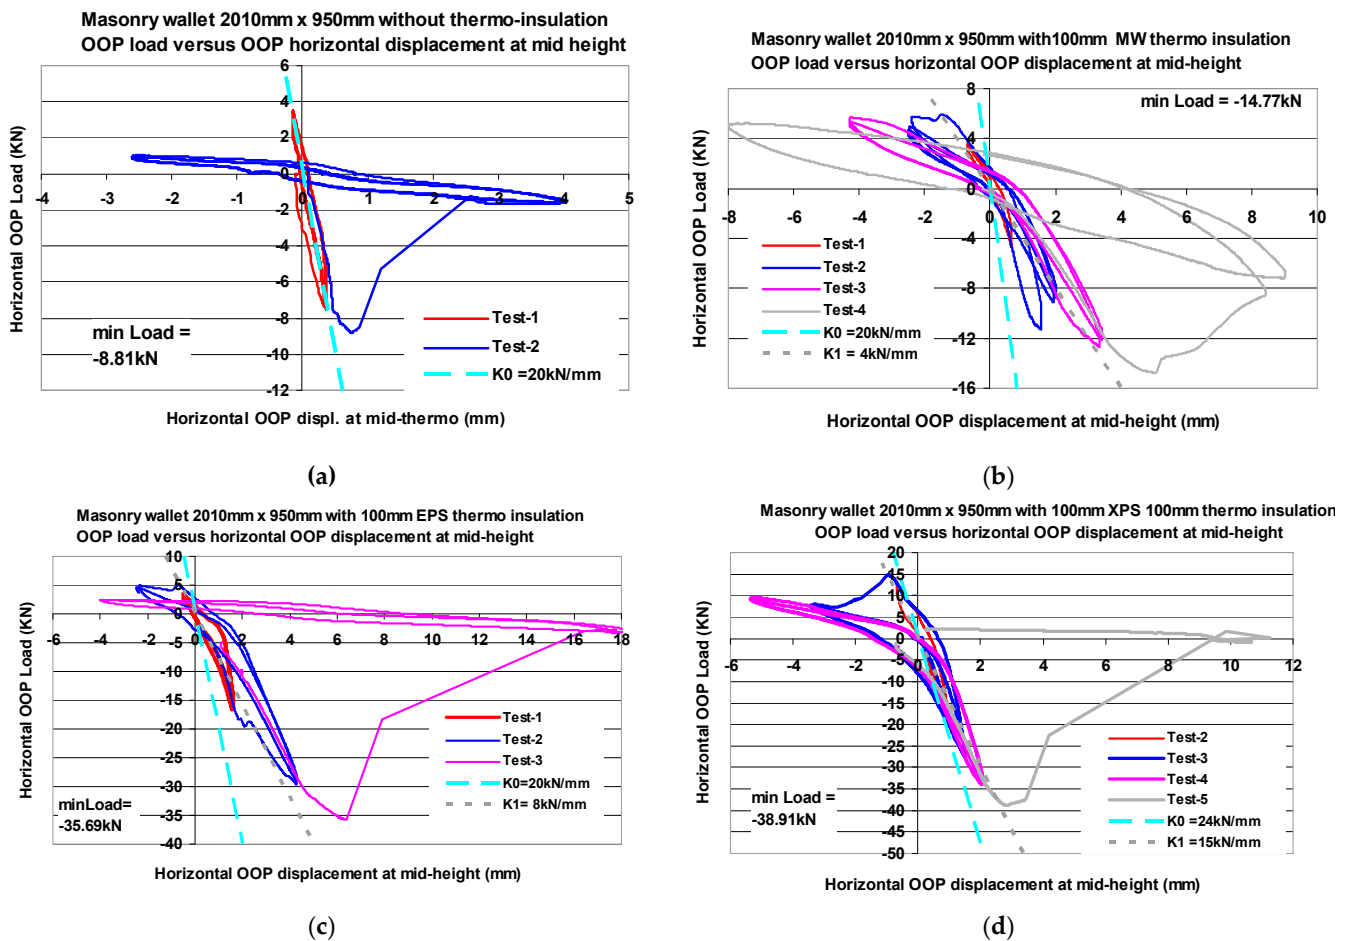 Masonry wallet 2010mm x 950mm without thermo-insulation
OOP load versus OOP horizontal displacement at mid height
Horizontal OOP Load (KN)
6
4
2
0
-2
-4
-6
-8
-10
-12
-4
-3
-2
-1
0
1
2
3
4
5
min Load =
-8.81kN
Test-1
Test-2
K0 =20kN/mm
Horizontal OOP displ. at mid-thermo (mm)
(a)
Masonry wallet 2010mm x 950mm with100mm MW thermo insulation
OOP load versus horizontal OOP displacement at mid-height
min Load = -14.77kN
Horizontal OOP Load (KN)
8
4
0
-4
-8
-12
-16
-8
-6
-4
-2
0
2
4
6
8
10
Test-1
Test-2
Test-3
Test-4
K0 =20kN/mm
K1 = 4kN/mm
Horizontal OOP displacement at mid-height (mm)
(b)
Masonry wallet 2010mm x 950mm with 100mm EPS thermo insulation
OOP load versus horizontal OOP displacement at mid-height
Horizontal OOP Load (KN)
10
5
0
-5
-10
-15
-20
-25
-30
-35
-40
-6
-4
-2
0
2
4
6
8
10
12
14
16
18
minLoad=
-35.69kN
Test-1
Test-2
Test-3
K0=20kN/mm
K1= 8kN/mm
Horizontal OOP displacement at mid-height (mm)
(c)
Masonry wallet 2010mm x 950mm with 100mm XPS 100mm thermo insulation
OOP load versus horizontal OOP displacement at mid-height
Horizontal OOP Load (KN)
20
15
10
5
0
-5
-10
-15
-20
-25
-30
-35
-40
-45
-50
-6
-4
-2
0
2
4
6
8
10
12
min Load =
-38.91kN
Test-2
Test-3
Test-4
Test-5
K0 =24kN/mm
K1 =15kN/mm
Horizontal OOP displacement at mid-height (mm)
(d)